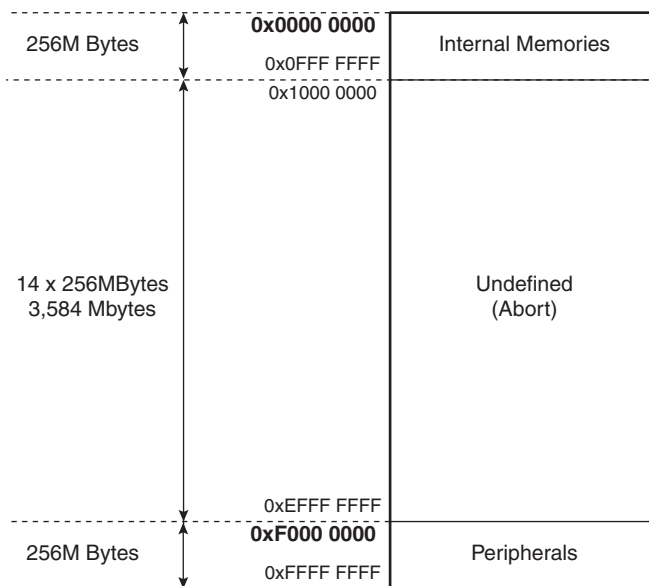 256M Bytes
0x0000 0000
0x0FFF FFFF
Internal Memories
0x1000 0000
14 x 256MBytes
3,584 Mbytes
Undefined
(Abort)
0xEFFF FFFF
256M Bytes
0xF000 0000
0xFFFF FFFF
Peripherals